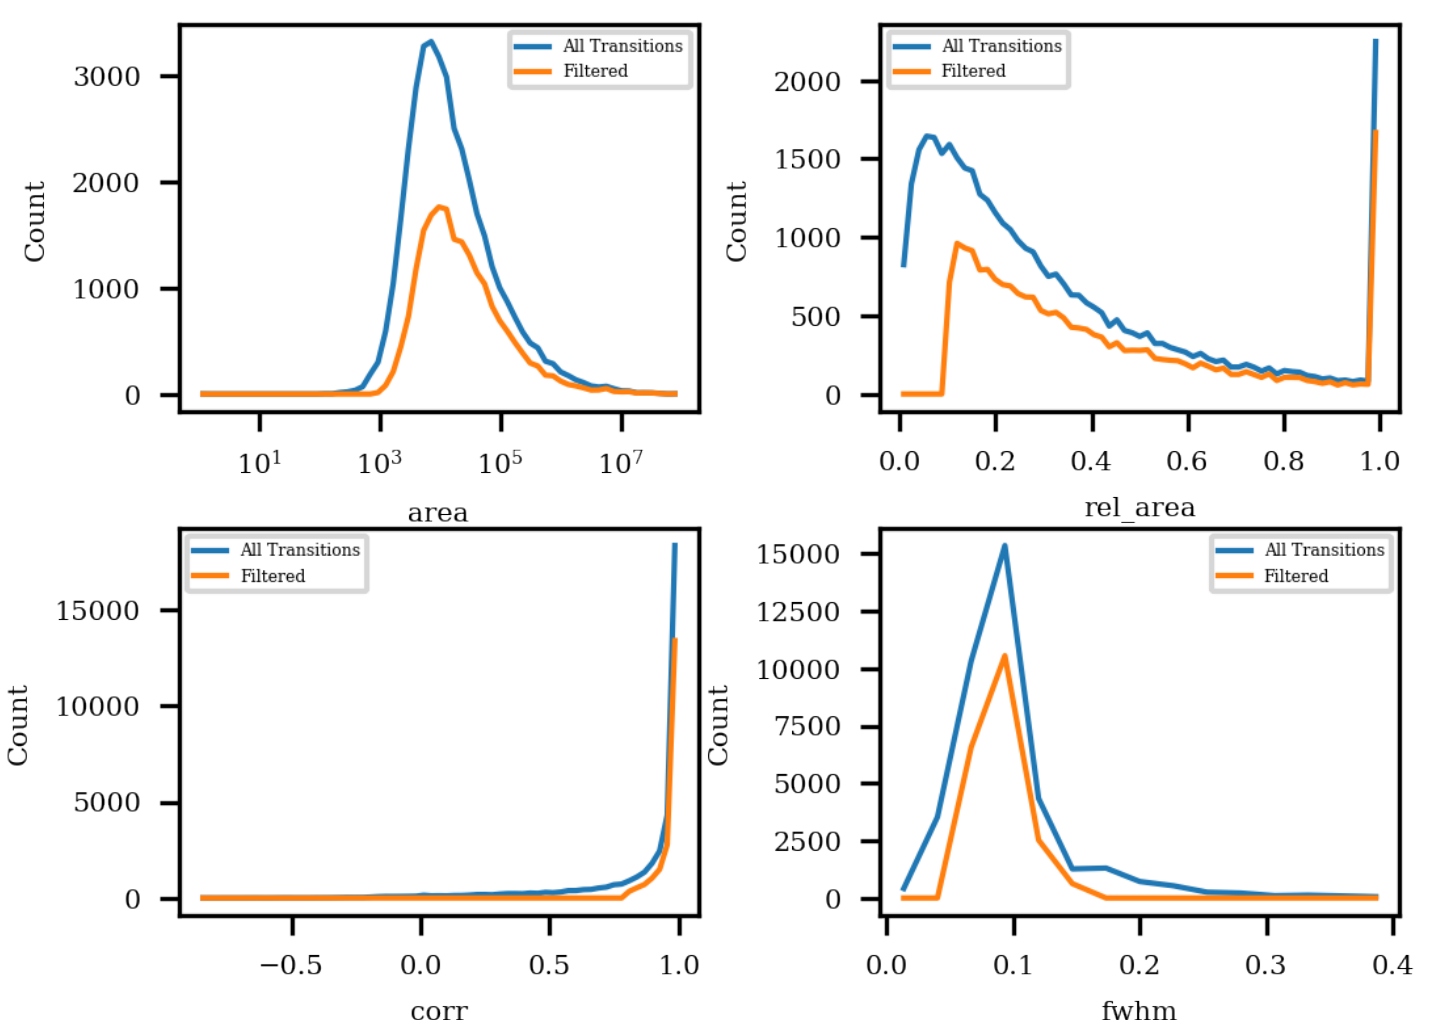 All Transitions
Filtered
3000
2000
1000
0
Count
10¹
10³
10⁵
10⁷
area
All Transitions
Filtered
2000
1500
1000
500
0
Count
0.0
0.2
0.4
0.6
0.8
1.0
rel_area
All Transitions
Filtered
15000
10000
5000
0
Count
−0.5
0.0
0.5
1.0
corr
All Transitions
Filtered
15000
12500
10000
7500
5000
2500
0
Count
0.0
0.1
0.2
0.3
0.4
fwhm